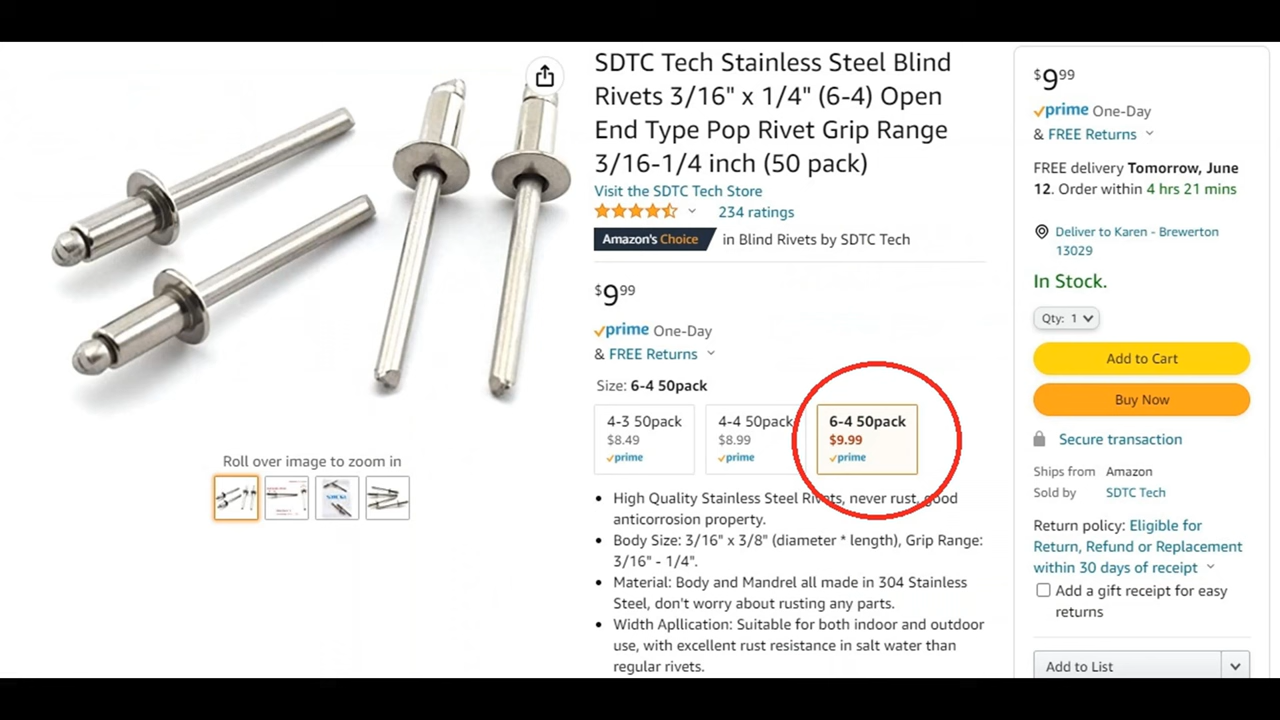 SDTC Tech Stainless Steel Blind
Rivets 3/16" x 1/4" (6-4) Open
End Type Pop Rivet Grip Range
3/16-1/4 inch (50 pack)
Visit the SDTC Tech Store
234 ratings
Amazon's Choice in Blind Rivets by SDTC Tech
$9.99
prime One-Day
& FREE Returns
Size: 6-4 50pack
4-3 50pack
$8.49
prime
4-4 50pack
$8.99
prime
6-4 50pack
$9.99
prime
High Quality Stainless Steel Rivets, never rust, good
anticorrosion property.
Body Size: 3/16" x 3/8" (diameter * length), Grip Range:
3/16" - 1/4".
Material: Body and Mandrel all made in 304 Stainless
Steel, don't worry about rusting any parts.
Width Apllication: Suitable for both indoor and outdoor
use, with excellent rust resistance in salt water than
regular rivets.
Roll over image to zoom in
$9.99
prime One-Day
& FREE Returns
FREE delivery Tomorrow, June
12. Order within 4 hrs 21 mins
Deliver to Karen - Brewerton
13029
In Stock.
Qty: 1
Add to Cart
Buy Now
Secure transaction
Ships from Amazon
Sold by SDTC Tech
Return policy: Eligible for
Return, Refund or Replacement
within 30 days of receipt
Add a gift receipt for easy
returns
Add to List